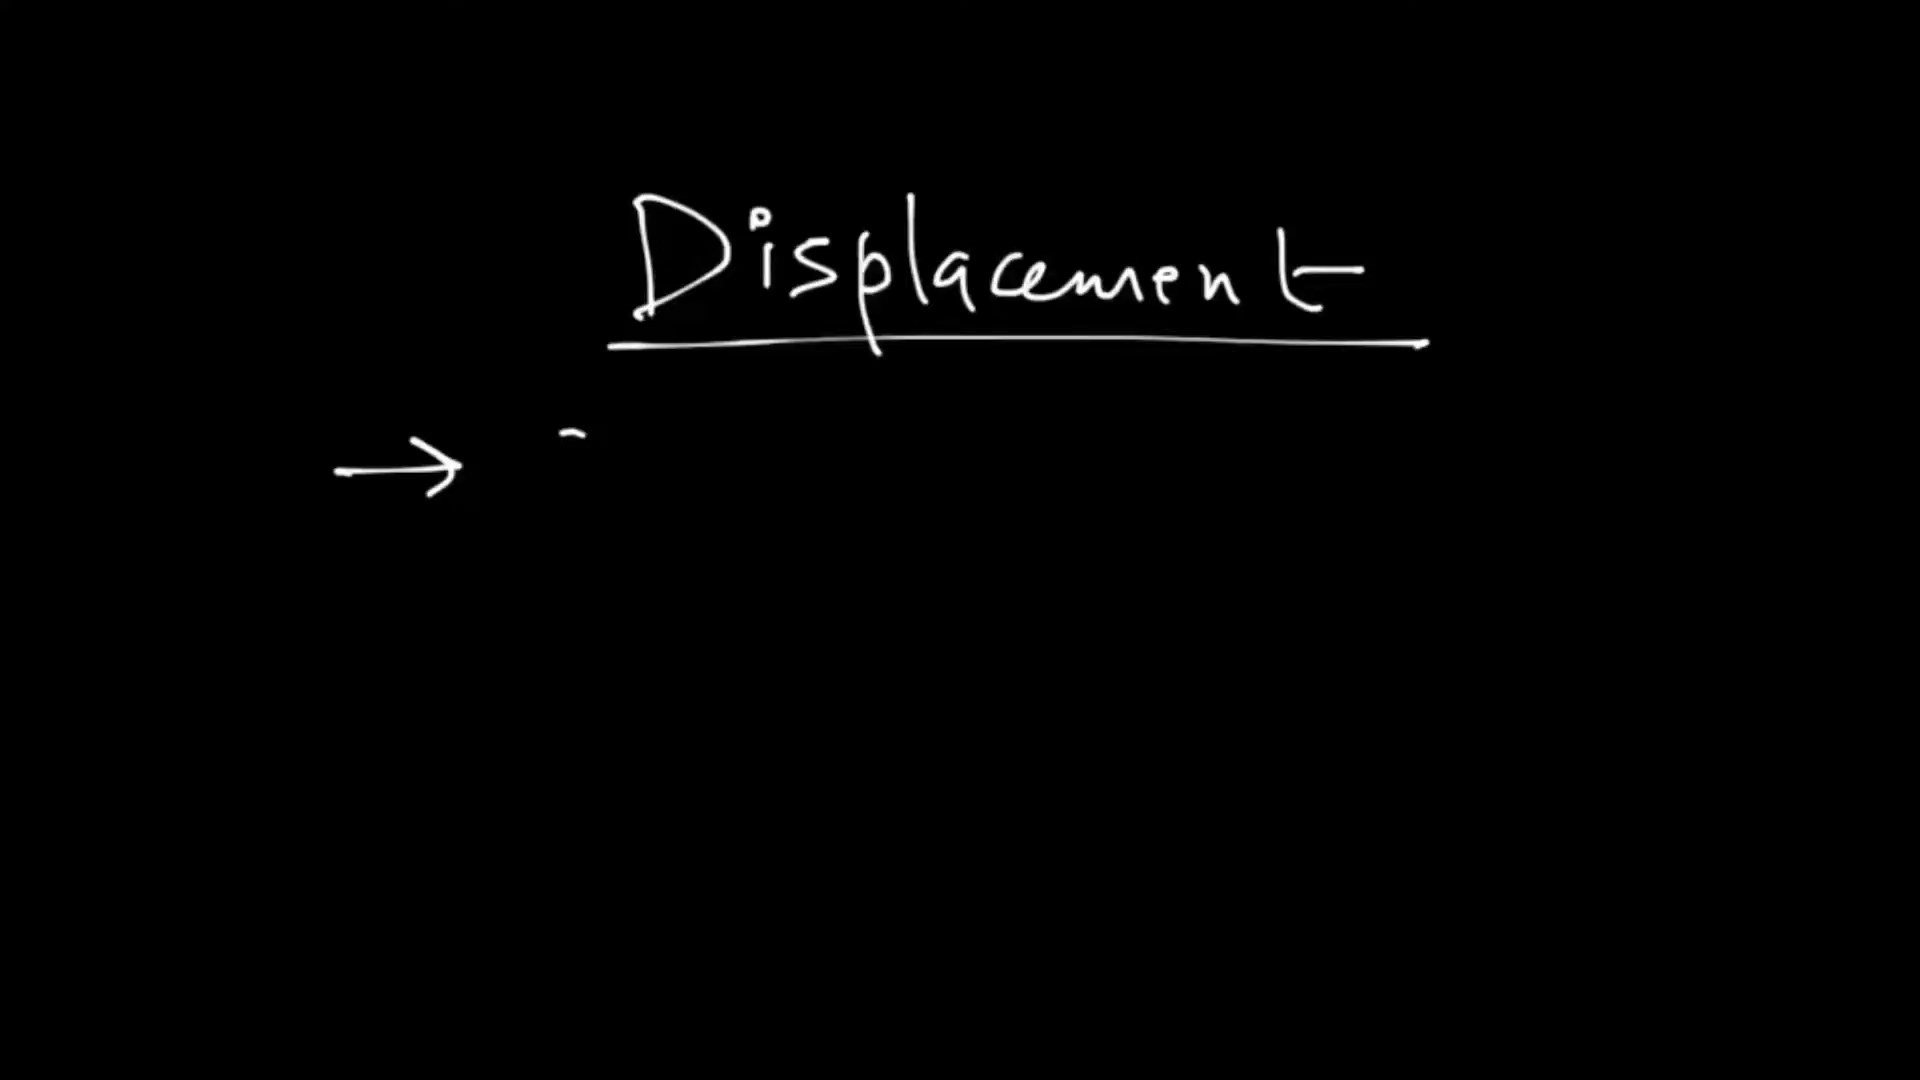 Displacement
→